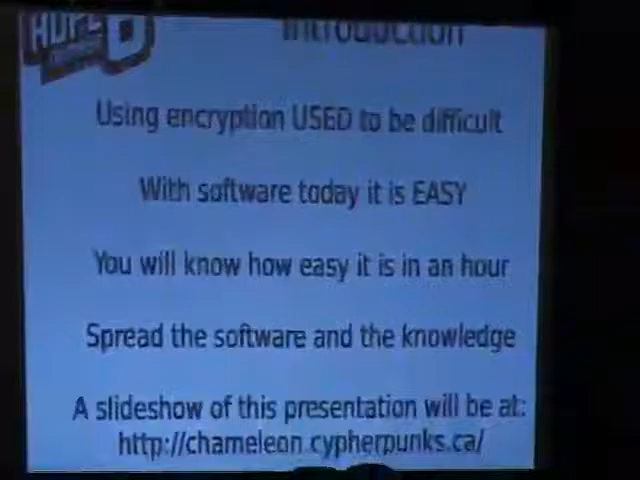 HOPE
Introduction
Using encryption USED to be difficult
With software today it is EASY
You will know how easy it is in an hour
Spread the software and the knowledge
A slideshow of this presentation will be at:
http://chameleon.cypherpunks.ca/